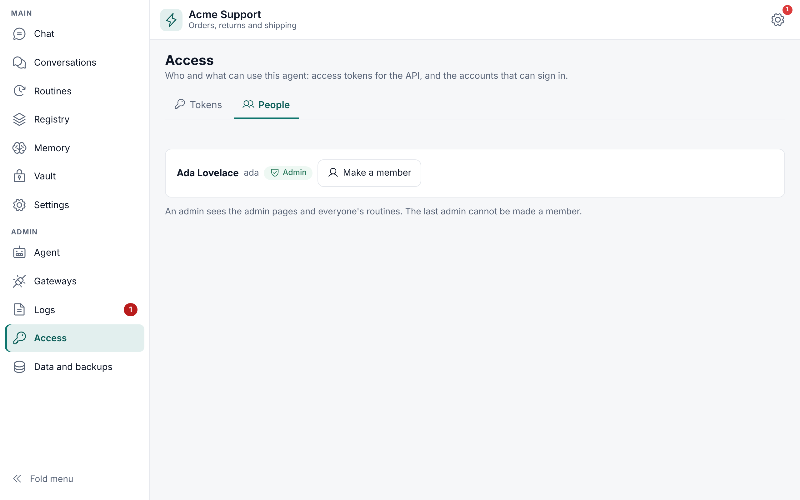 MAIN
Chat
Conversations
Routines
Registry
Memory
Vault
Settings
ADMIN
Agent
Gateways
Logs 1
Access
Data and backups
Fold menu
Acme Support
Orders, returns and shipping
1
Access
Who and what can use this agent: access tokens for the API, and the accounts that can sign in.
Tokens People
Ada Lovelace ada Admin Make a member
An admin sees the admin pages and everyone's routines. The last admin cannot be made a member.